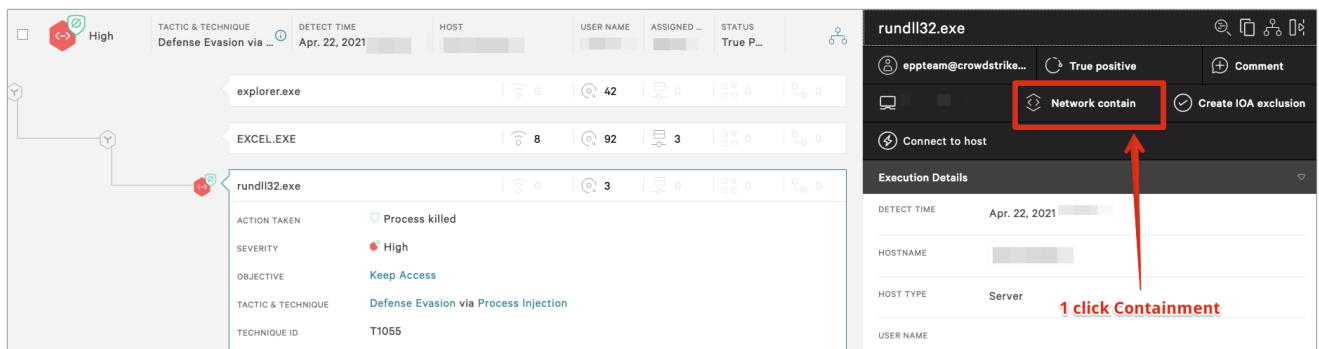 High
TACTIC & TECHNIQUE
Defense Evasion via ...
DETECT TIME
Apr. 22, 2021
HOST
USER NAME
ASSIGNED ...
STATUS
True P...
explorer.exe
0
42
0
0
0
EXCEL.EXE
8
92
3
0
0
rundll32.exe
0
3
0
0
0
ACTION TAKEN
Process killed
SEVERITY
High
OBJECTIVE
Keep Access
TACTIC & TECHNIQUE
Defense Evasion via Process Injection
TECHNIQUE ID
T1055
rundll32.exe
eppteam@crowdstrike...
True positive
Comment
Network contain
Create IOA exclusion
Connect to host
Execution Details
DETECT TIME
Apr. 22, 2021
HOSTNAME
HOST TYPE
Server
1 click Containment
USER NAME